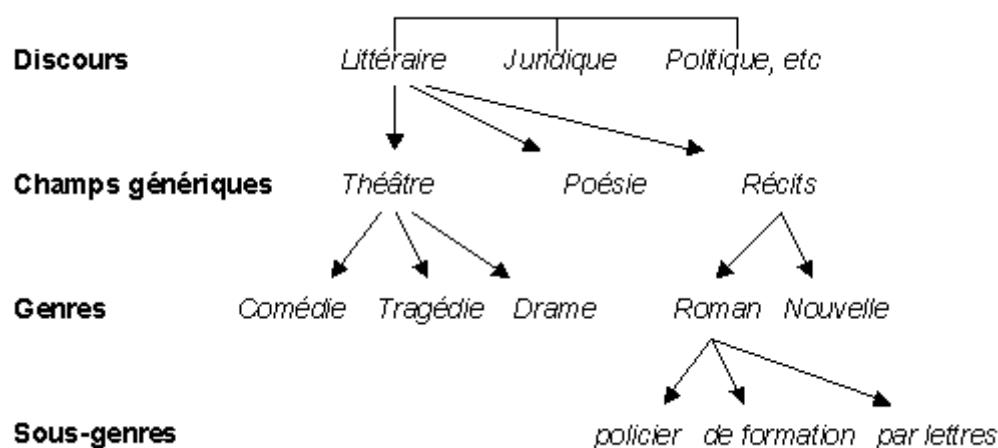 Discours Littéraire Juridique Politique, etc
Champs génériques Théâtre Poésie Récits
Genres Comédie Tragédie Drame Roman Nouvelle
Sous-genres policier de formation par lettres